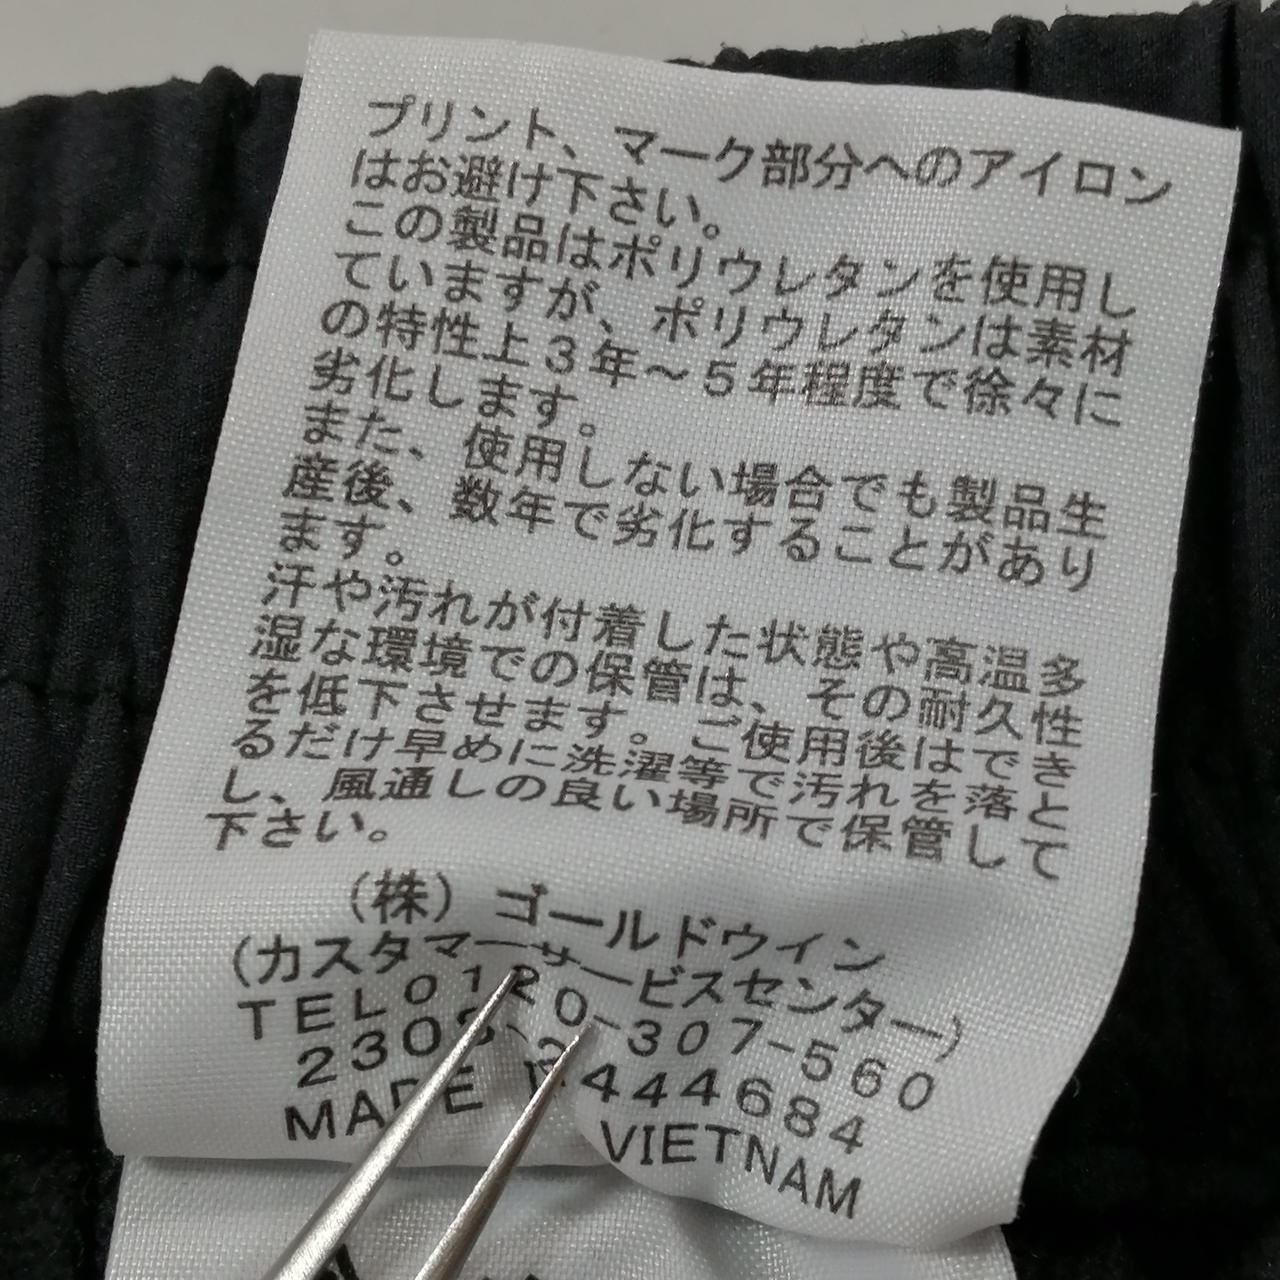 プリント、マーク部分へのアイロン
はお避け下さい。
この製品はポリウレタンを使用し
ていますが、ポリウレタンは素材
の特性上3年～5年程度で徐々に
劣化します。
また、使用しない場合でも製品生
産後、数年で劣化することがあり
ます。
汗や汚れが付着した状態や高温多
湿な環境での保管は、その耐久性
を低下させます。ご使用後はでき
るだけ早めに洗濯等で汚れを落と
し、風通しの良い場所で保管して
下さい。
(株)ゴールドウイン
(カスタマーサービスセンター)
TEL0120-307-560
444684
MADE VIETNAM